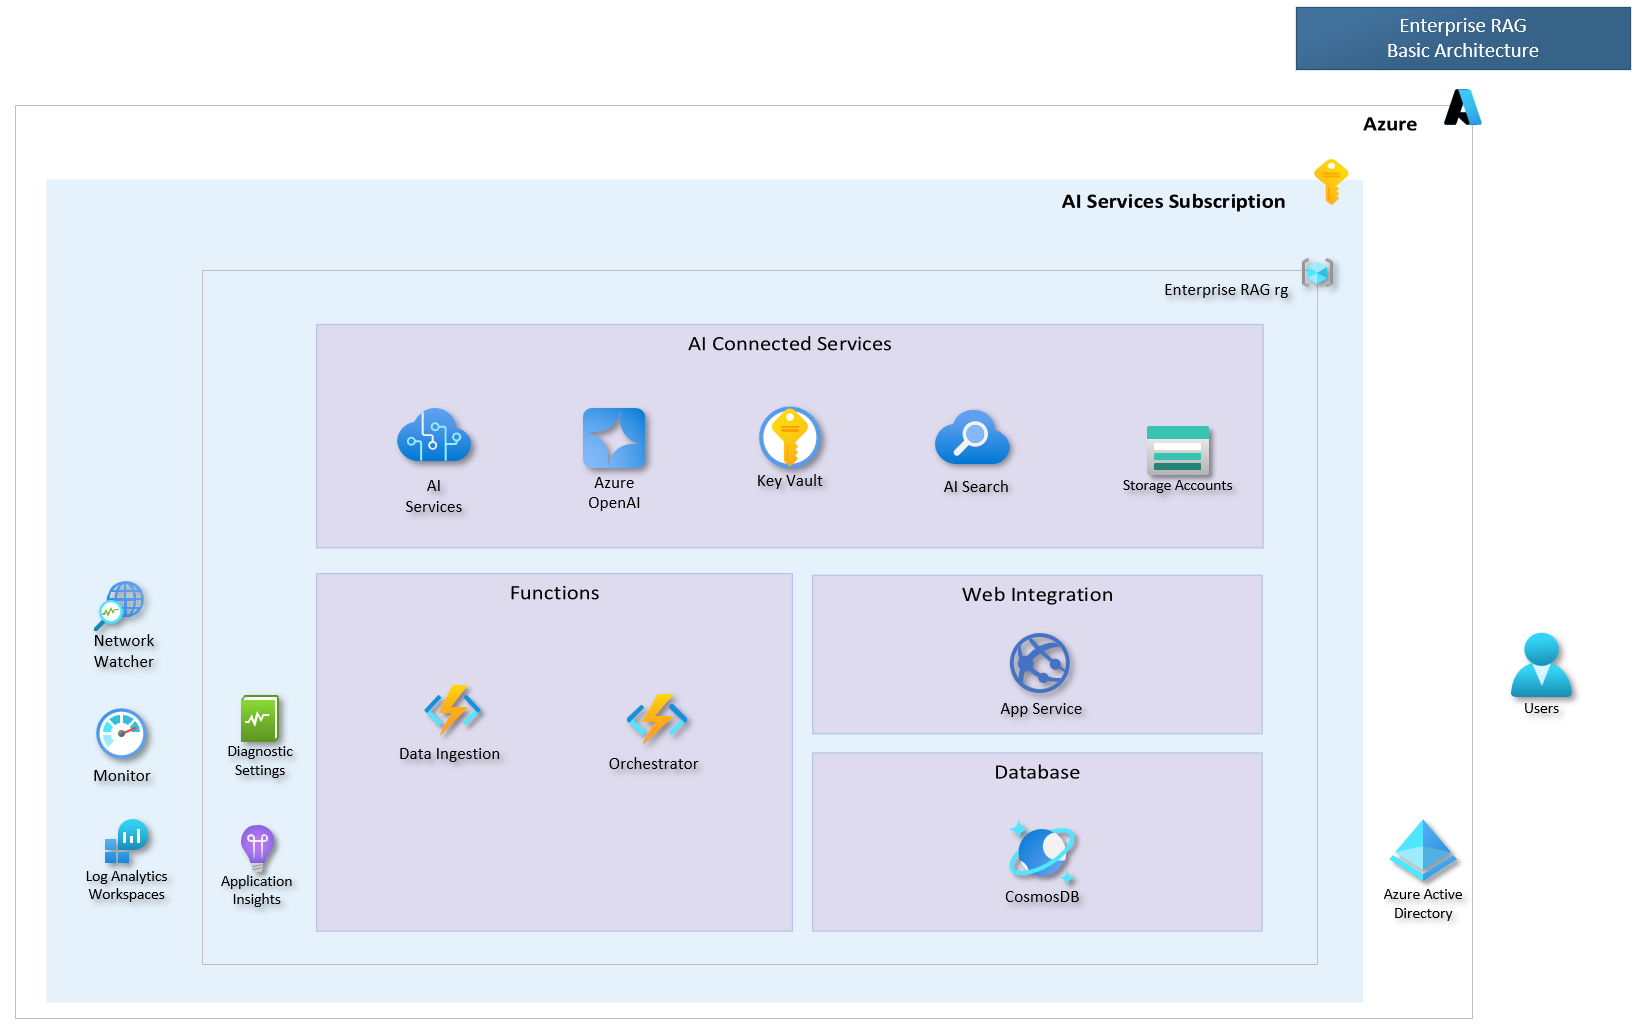 Enterprise RAG
Basic Architecture
Azure
AI Services Subscription
Enterprise RAG rg
AI Connected Services
AI
Services
Azure
OpenAI
Key Vault
AI Search
Storage Accounts
Functions
Data Ingestion
Orchestrator
Web Integration
App Service
Database
CosmosDB
Network
Watcher
Monitor
Log Analytics
Workspaces
Diagnostic
Settings
Application
Insights
Users
Azure Active
Directory